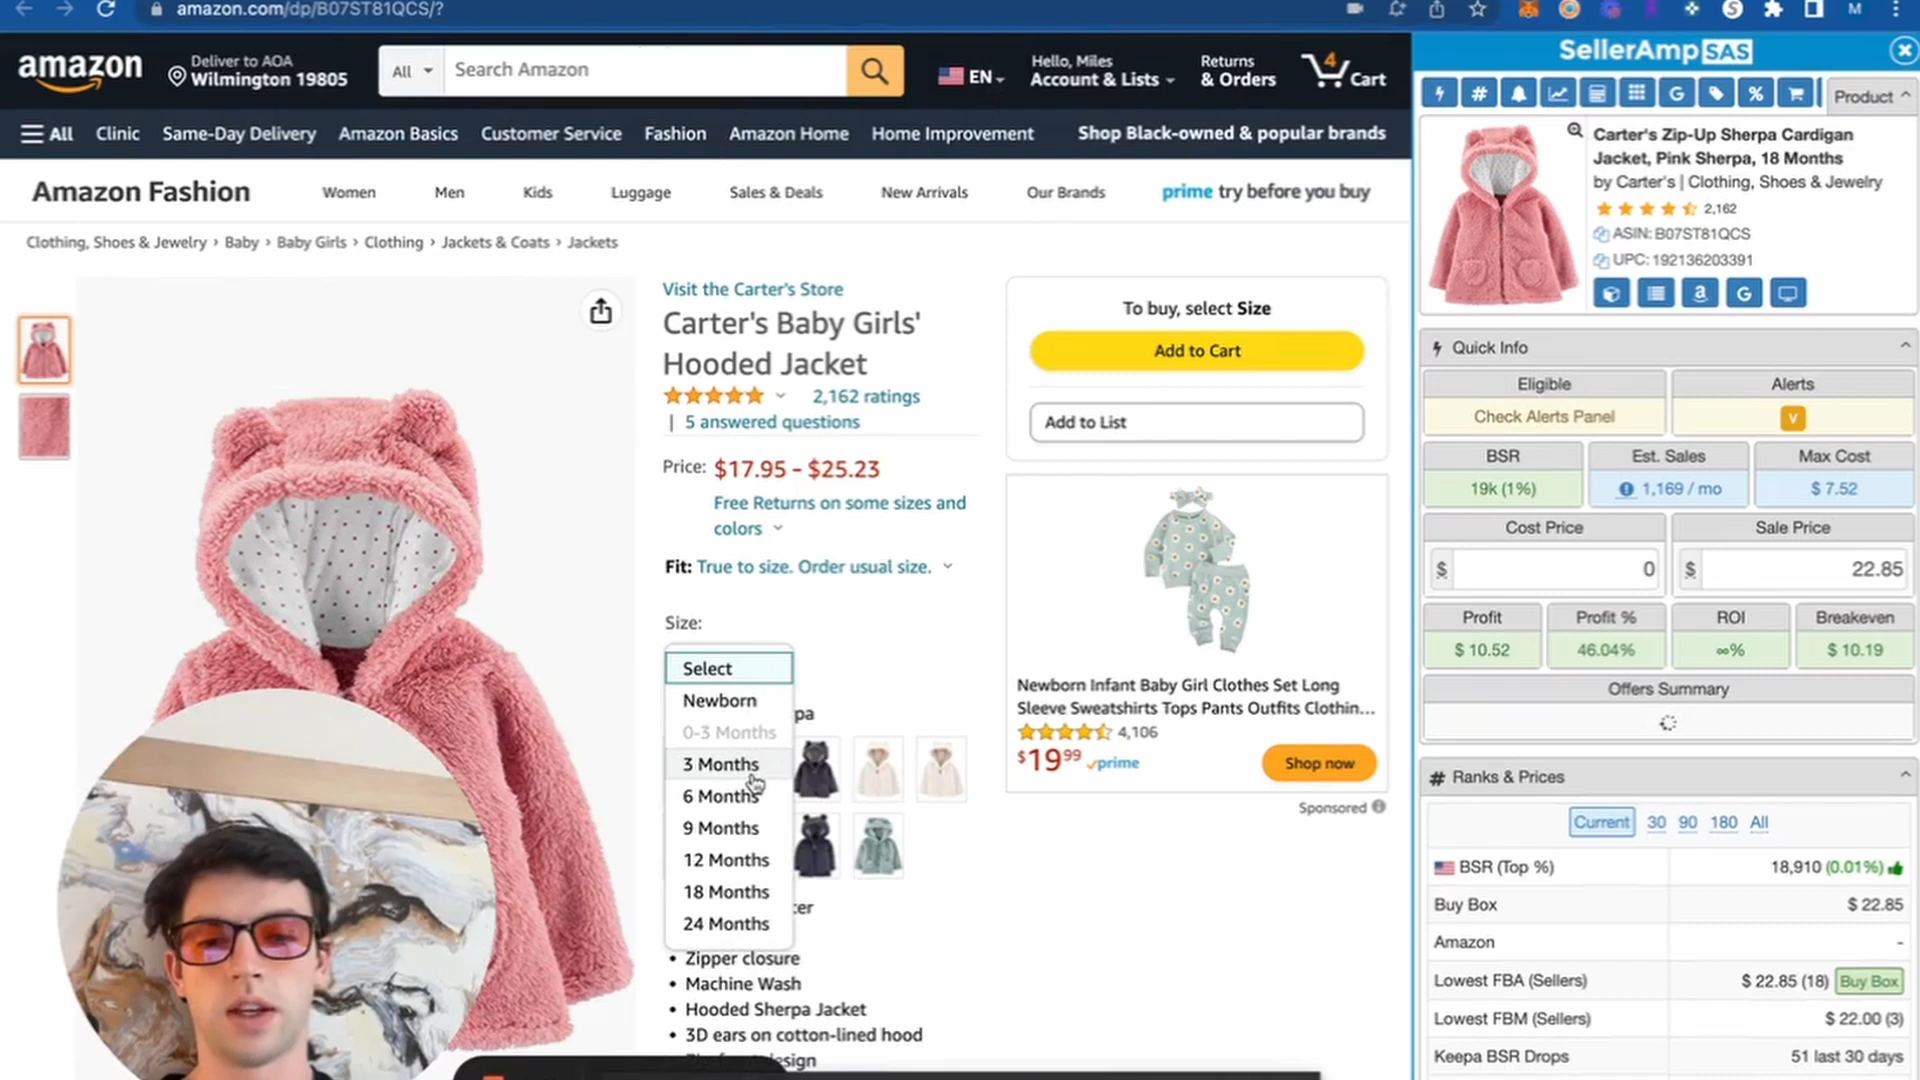 amazon.com/dp/B07ST81QCS/?
M
amazon
Deliver to AOA
Wilmington 19805
All
Search Amazon
EN
Hello, Miles
Account & Lists
Returns
& Orders
4
Cart
All
Clinic
Same-Day Delivery
Amazon Basics
Customer Service
Fashion
Amazon Home
Home Improvement
Shop Black-owned & popular brands
Amazon Fashion
Women
Men
Kids
Luggage
Sales & Deals
New Arrivals
Our Brands
prime try before you buy
Clothing, Shoes & Jewelry › Baby › Baby Girls › Clothing › Jackets & Coats › Jackets
Visit the Carter's Store
Carter's Baby Girls'
Hooded Jacket
2,162 ratings
| 5 answered questions
Price: $17.95 - $25.23
Free Returns on some sizes and
colors
Fit: True to size. Order usual size.
Size:
Select
Newborn
0-3 Months
3 Months
6 Months
9 Months
12 Months
18 Months
24 Months
• Zipper closure
• Machine Wash
• Hooded Sherpa Jacket
• 3D ears on cotton-lined hood
To buy, select Size
Add to Cart
Add to List
Newborn Infant Baby Girl Clothes Set Long
Sleeve Sweatshirts Tops Pants Outfits Clothin...
4,106
$19 99 prime
Shop now
Sponsored
SellerAmp SAS
Product
Carter's Zip-Up Sherpa Cardigan
Jacket, Pink Sherpa, 18 Months
by Carter's | Clothing, Shoes & Jewelry
2,162
ASIN: B07ST81QCS
UPC: 192136203391
Quick Info
Eligible
Alerts
Check Alerts Panel
V
BSR
Est. Sales
Max Cost
19k (1%)
1,169 / mo
$ 7.52
Cost Price
Sale Price
$ 0
$ 22.85
Profit
Profit %
ROI
Breakeven
$ 10.52
46.04%
∞%
$ 10.19
Offers Summary
# Ranks & Prices
Current 30 90 180 All
BSR (Top %)
18,910 (0.01%)
Buy Box
$ 22.85
Amazon
-
Lowest FBA (Sellers)
$ 22.85 (18) Buy Box
Lowest FBM (Sellers)
$ 22.00 (3)
Keepa BSR Drops
51 last 30 days